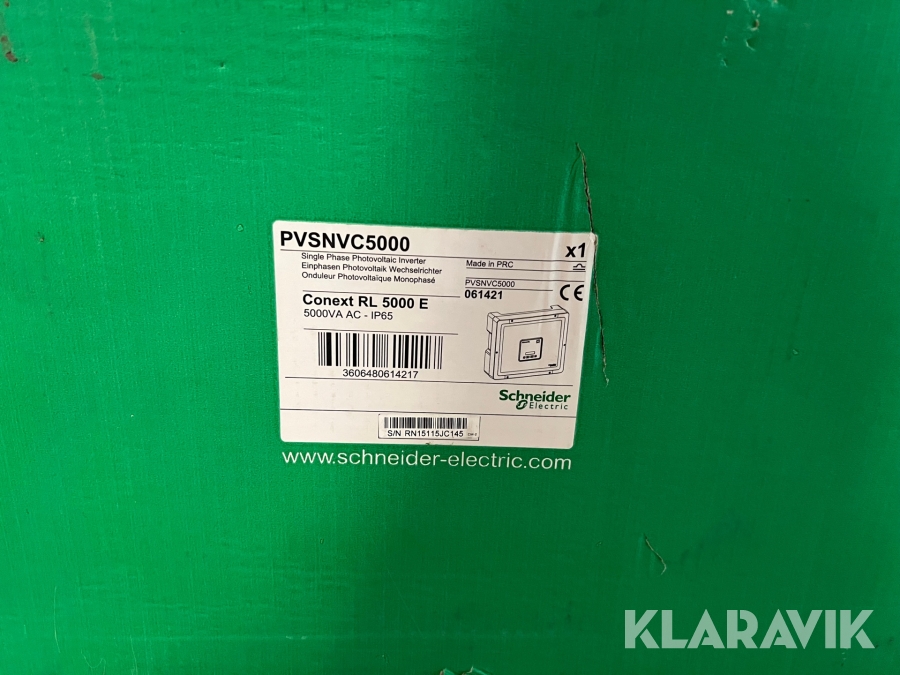 PVSNVC5000
x1
Single Phase Photovoltaic Inverter
Einphasen Photovoltaik Wechselrichter
Onduleur Photovoltaïque Monophasé
Made in PRC
PVSNVC5000
061421
CE
Conext RL 5000 E
5000VA AC - IP65
3606480614217
Schneider
Electric
S/N RN15115JC145
www.schneider-electric.com
KLARAVIK